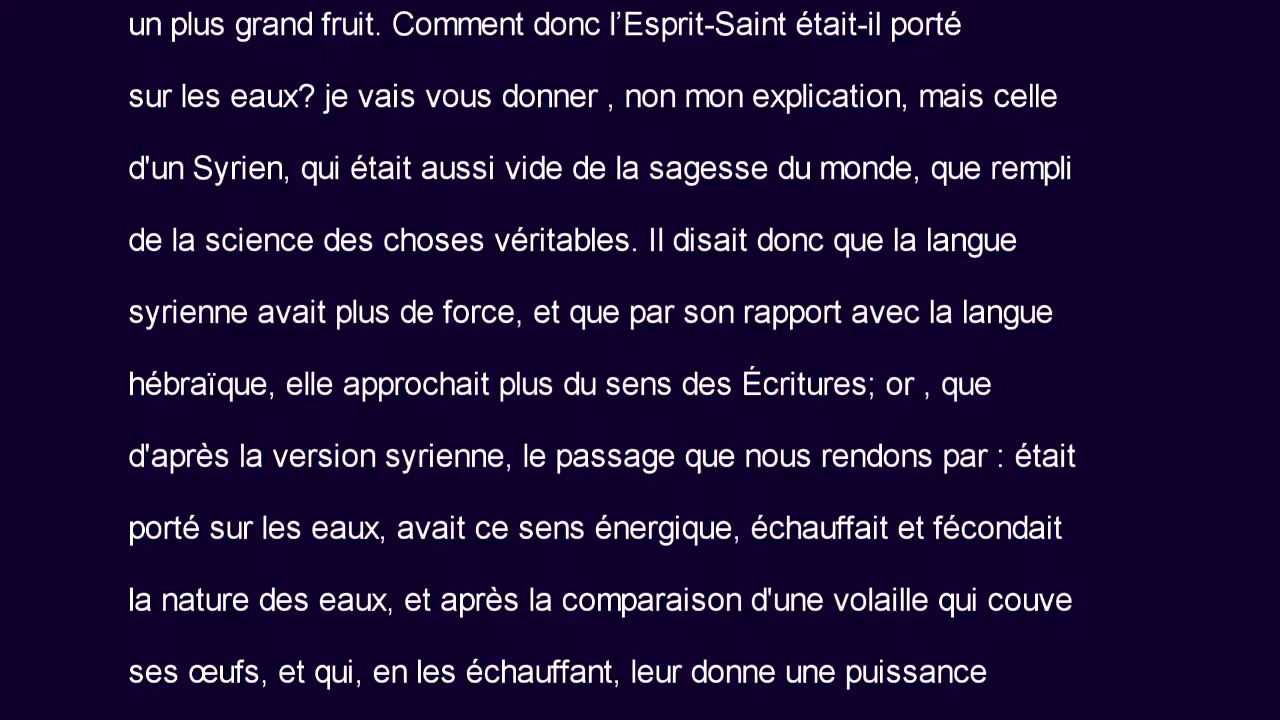 un plus grand fruit. Comment donc l’Esprit-Saint était-il porté
sur les eaux? je vais vous donner , non mon explication, mais celle
d'un Syrien, qui était aussi vide de la sagesse du monde, que rempli
de la science des choses véritables. Il disait donc que la langue
syrienne avait plus de force, et que par son rapport avec la langue
hébraïque, elle approchait plus du sens des Écritures; or , que
d'après la version syrienne, le passage que nous rendons par : était
porté sur les eaux, avait ce sens énergique, échauffait et fécondait
la nature des eaux, et après la comparaison d'une volaille qui couve
ses œufs, et qui, en les échauffant, leur donne une puissance